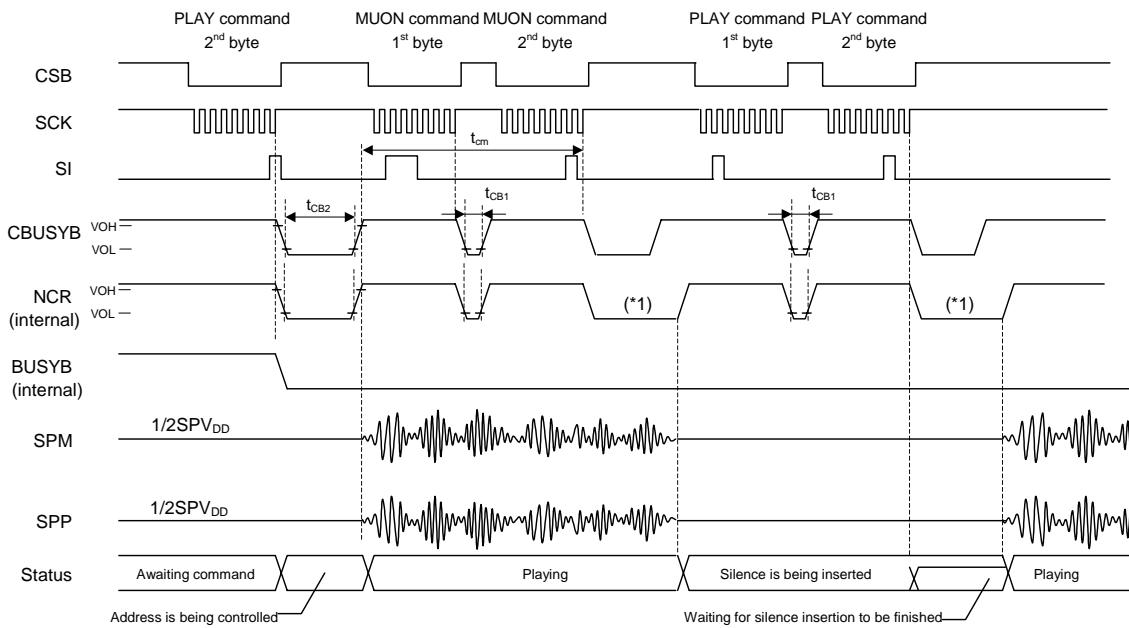 PLAY command MUON command MUON command PLAY command PLAY command
2nd byte 1st byte 2nd byte 1st byte 2nd byte
CSB
SCK
tcm
SI
tCB2 tCB1 tCB1
VOH
CBUSYB
VOL
VOH
NCR (*1) (*1)
VOL
(internal)
BUSYB
(internal)
1/2SPVDD
SPM
1/2SPVDD
SPP
Status Awaiting command Playing Silence is being inserted Playing
Address is being controlled Waiting for silence insertion to be finished